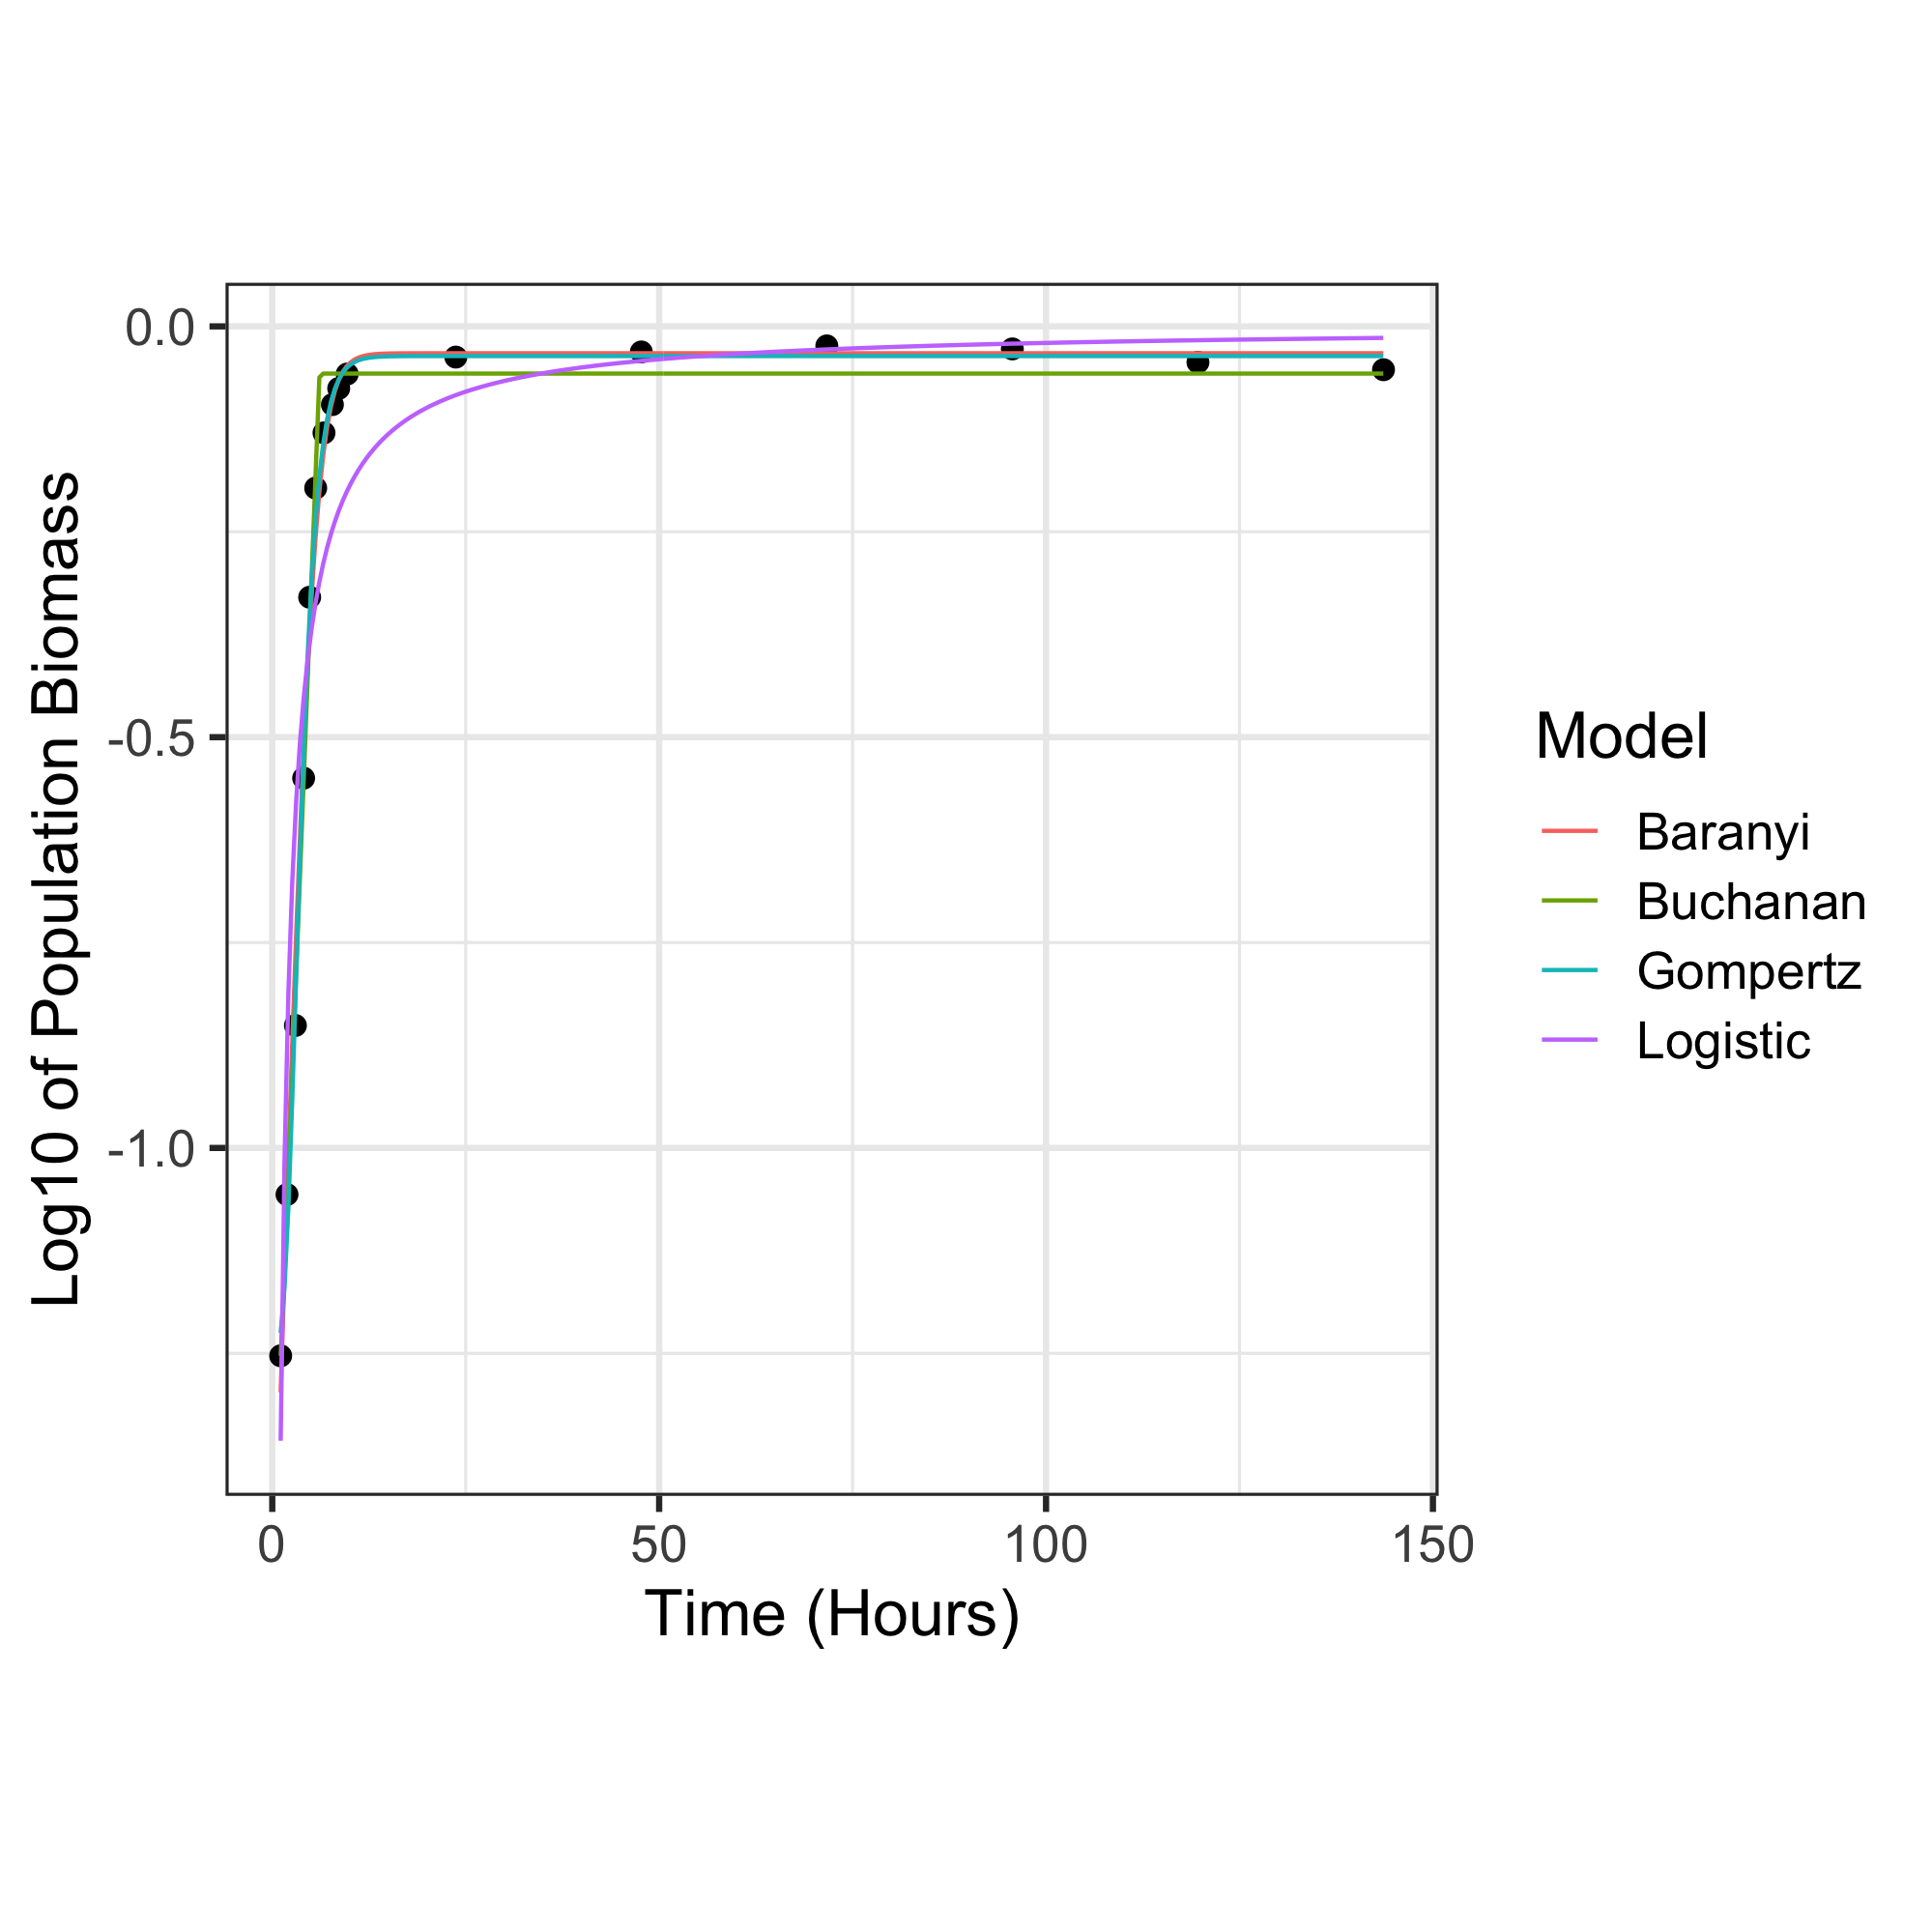 Log10 of Population Biomass
0.0
-0.5
-1.0
0
50
100
150
Time (Hours)
Model
Baranyi
Buchanan
Gompertz
Logistic